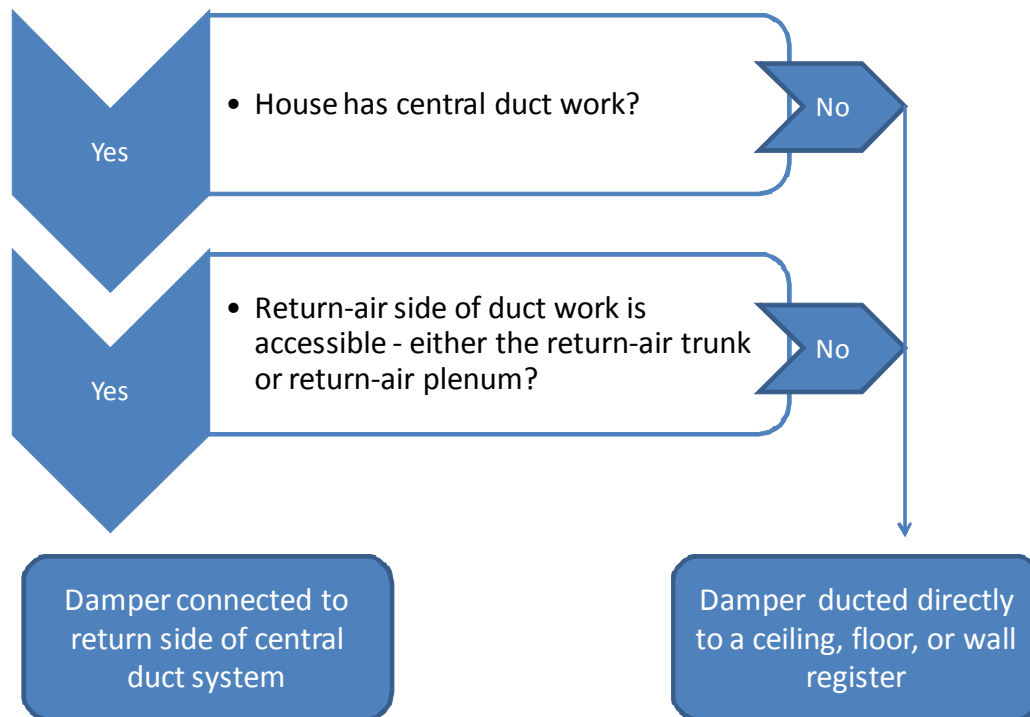 • House has central duct work?
No
Yes
• Return-air side of duct work is
accessible - either the return-air trunk
or return-air plenum?
No
Yes
Damper connected to
return side of central
duct system
Damper ducted directly
to a ceiling, floor, or wall
register